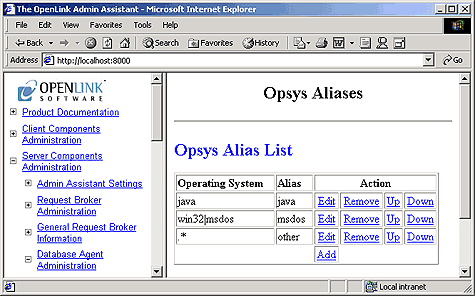 The OpenLink Admin Assistant - Microsoft Internet Explorer
File Edit View Favorites Tools Help
Back Search Favorites History
Address http://localhost:8000 Go
OPENLINK
SOFTWARE
Product Documentation
Client Components
Administration
Server Components
Administration
Admin Assistant Settings
Request Broker
Administration
General Request Broker
Information
Database Agent
Administration
Opsys Aliases
Opsys Alias List
Operating System Alias Action
java java Edit Remove Up Down
win32|msdos msdos Edit Remove Up Down
.* other Edit Remove Up Down
Add
Local intranet